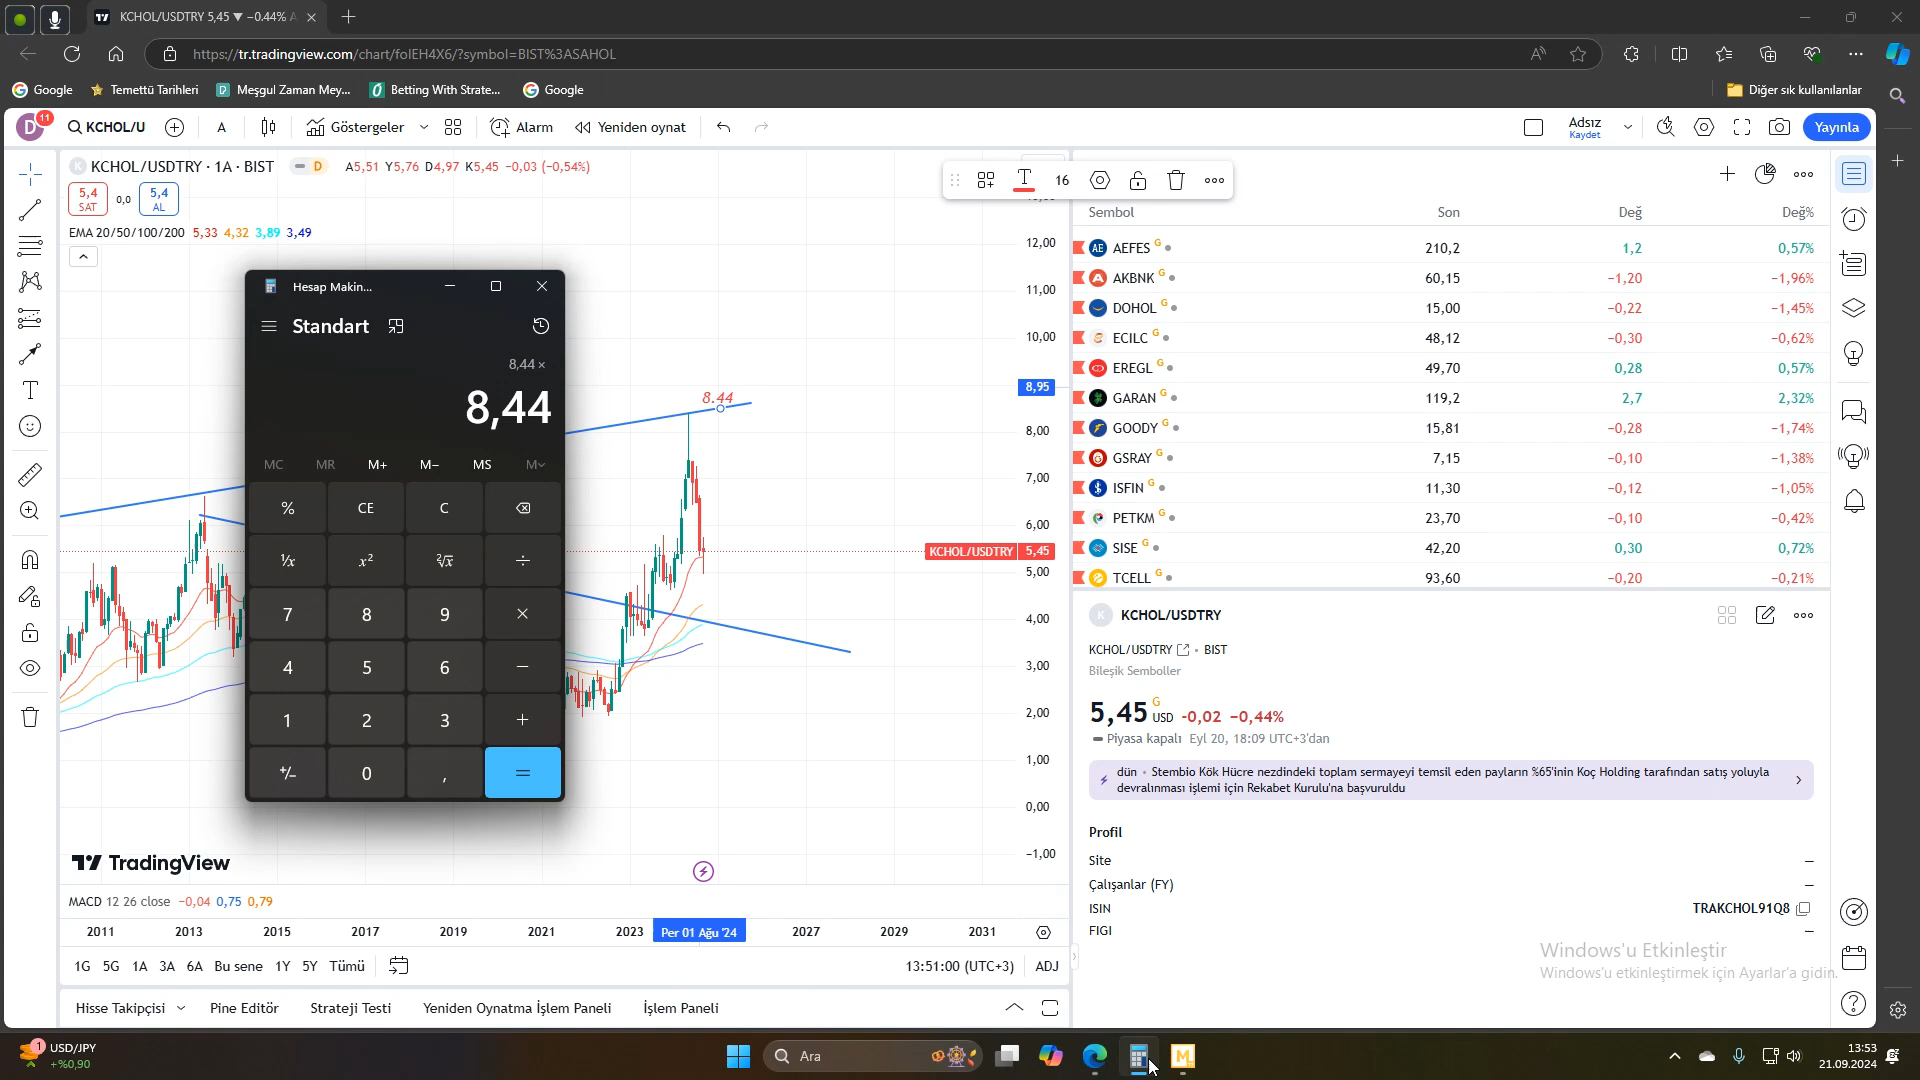 KCHOL/USDTRY 5,45 ▼ −0.44% A
https://tr.tradingview.com/chart/folEH4X6/?symbol=BIST%3ASAHOL
Google
Temettü Tarihleri
Meşgul Zaman Mey...
Betting With Strate...
Google
Diğer sık kullanılanlar
D
11
KCHOL/U
A
Göstergeler
Alarm
Yeniden oynat
Adsız
Kaydet
Yayınla
K
KCHOL/USDTRY · 1A · BIST
D
A5,51 Y5,76 D4,97 K5,45 −0,03 (−0,54%)
5,4
SAT
0,0
5,4
AL
EMA 20/50/100/200 5,33 4,32 3,89 3,49
T 16
Hesap Makin...
Standart
8,44 ×
8,44
MC MR M+ M− MS M˅
% CE C
¹/x x² ²√x ÷
7 8 9 ×
4 5 6 −
1 2 3 +
+/− 0 , =
8.44
12,00
11,00
10,00
8,95
8,00
7,00
6,00
KCHOL/USDTRY 5,45
5,00
4,00
3,00
2,00
1,00
0,00
−1,00
TradingView
MACD 12 26 close −0,04 0,75 0,79
2011 2013 2015 2017 2019 2021 2023 Per 01 Ağu '24 2027 2029 2031
1G 5G 1A 3A 6A Bu sene 1Y 5Y Tümü
13:51:00 (UTC+3) ADJ
Hisse Takipçisi
Pine Editör
Strateji Testi
Yeniden Oynatma İşlem Paneli
İşlem Paneli
Sembol Son Değ Değ%
AEFES G 210,2 1,2 0,57%
AKBNK G 60,15 −1,20 −1,96%
DOHOL G 15,00 −0,22 −1,45%
ECILC G 48,12 −0,30 −0,62%
EREGL G 49,70 0,28 0,57%
GARAN G 119,2 2,7 2,32%
GOODY G 15,81 −0,28 −1,74%
GSRAY G 7,15 −0,10 −1,38%
ISFIN G 11,30 −0,12 −1,05%
PETKM G 23,70 −0,10 −0,42%
SISE G 42,20 0,30 0,72%
TCELL G 93,60 −0,20 −0,21%
K
KCHOL/USDTRY
KCHOL/USDTRY • BIST
Bileşik Semboller
5,45 G USD −0,02 −0,44%
Piyasa kapalı Eyl 20, 18:09 UTC+3'dan
dün • Stembio Kök Hücre nezdindeki toplam sermayeyi temsil eden payların %65'inin Koç Holding tarafından satış yoluyla
devralınması işlemi için Rekabet Kurulu'na başvuruldu
Profil
Site –
Çalışanlar (FY) –
ISIN TRAKCHOL91Q8
FIGI –
Windows'u Etkinleştir
Windows'u etkinleştirmek için Ayarlar'a gidin.
1
USD/JPY
+%0,90
Ara
13:53
21.09.2024